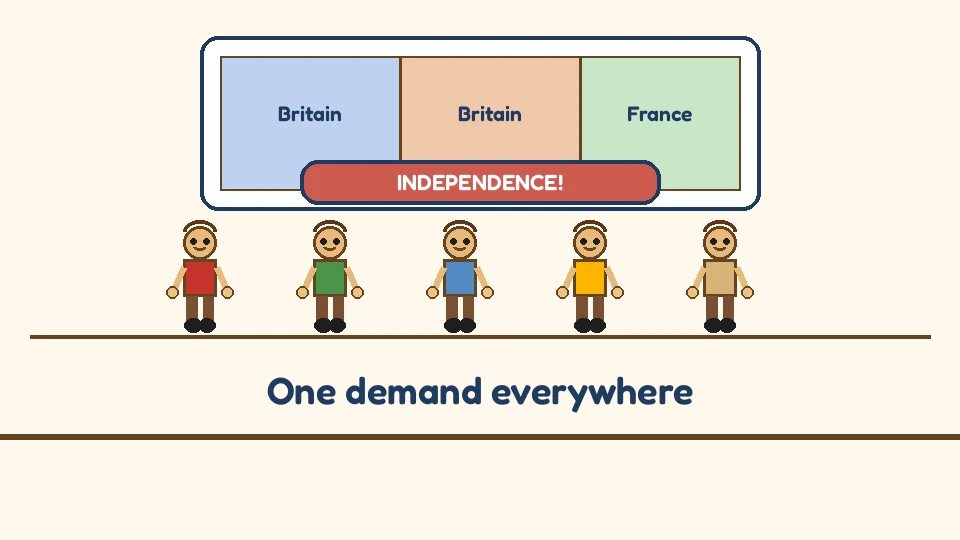 Britain
Britain
France
INDEPENDENCE!
One demand everywhere